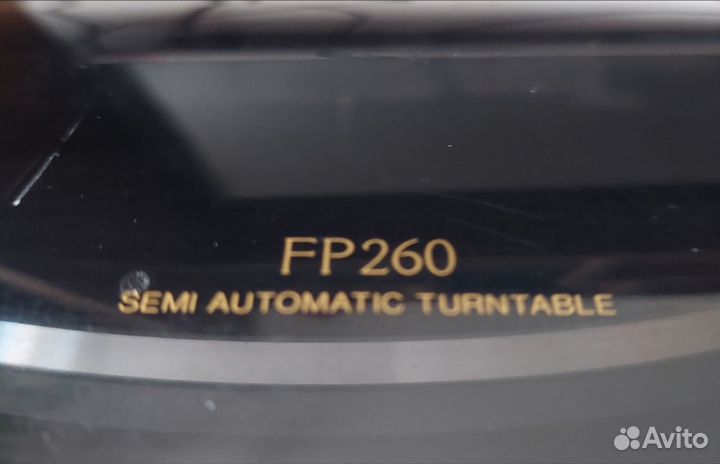 FP260
SEMI AUTOMATIC TURNTABLE
Avito